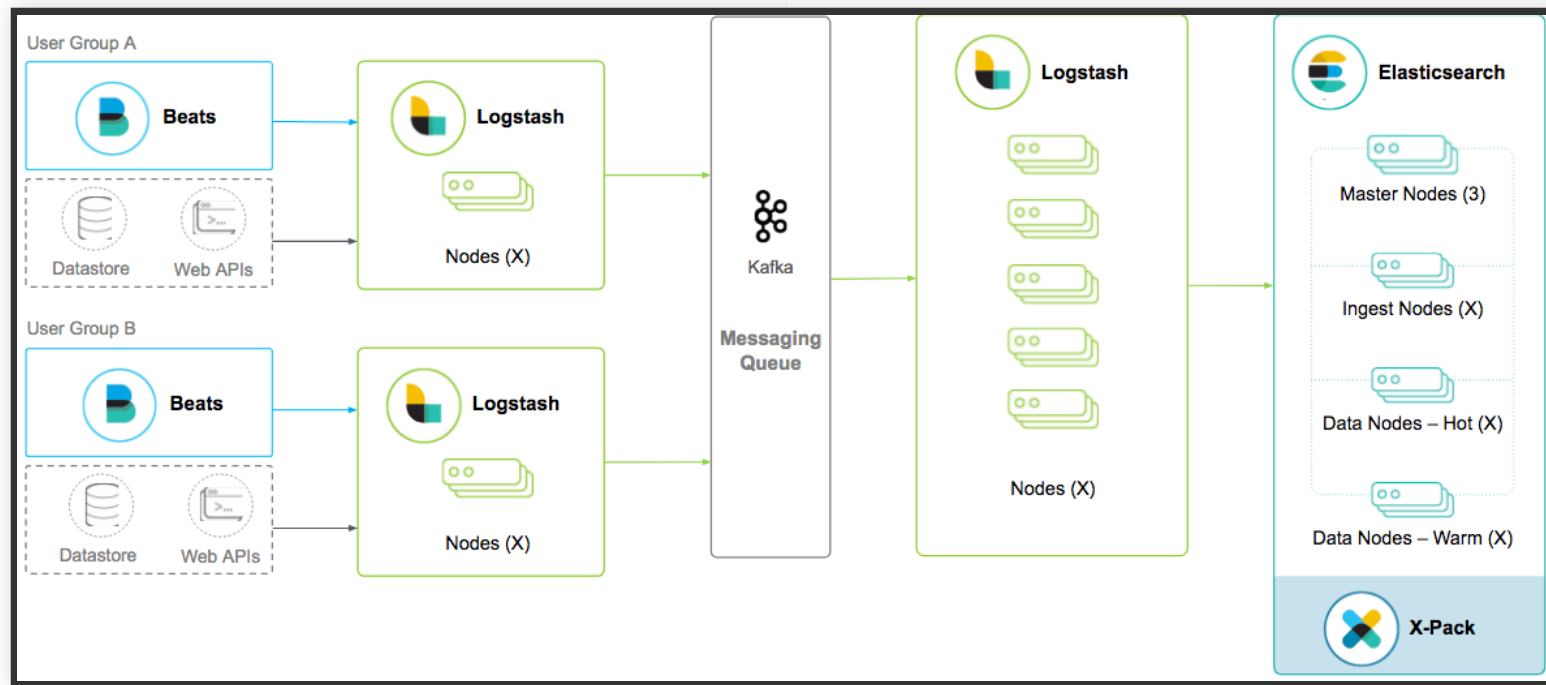 User Group A
Beats
Datastore
Web APIs
Logstash
Nodes (X)
User Group B
Beats
Datastore
Web APIs
Logstash
Nodes (X)
Kafka
Messaging
Queue
Logstash
Nodes (X)
Elasticsearch
Master Nodes (3)
Ingest Nodes (X)
Data Nodes – Hot (X)
Data Nodes – Warm (X)
X-Pack